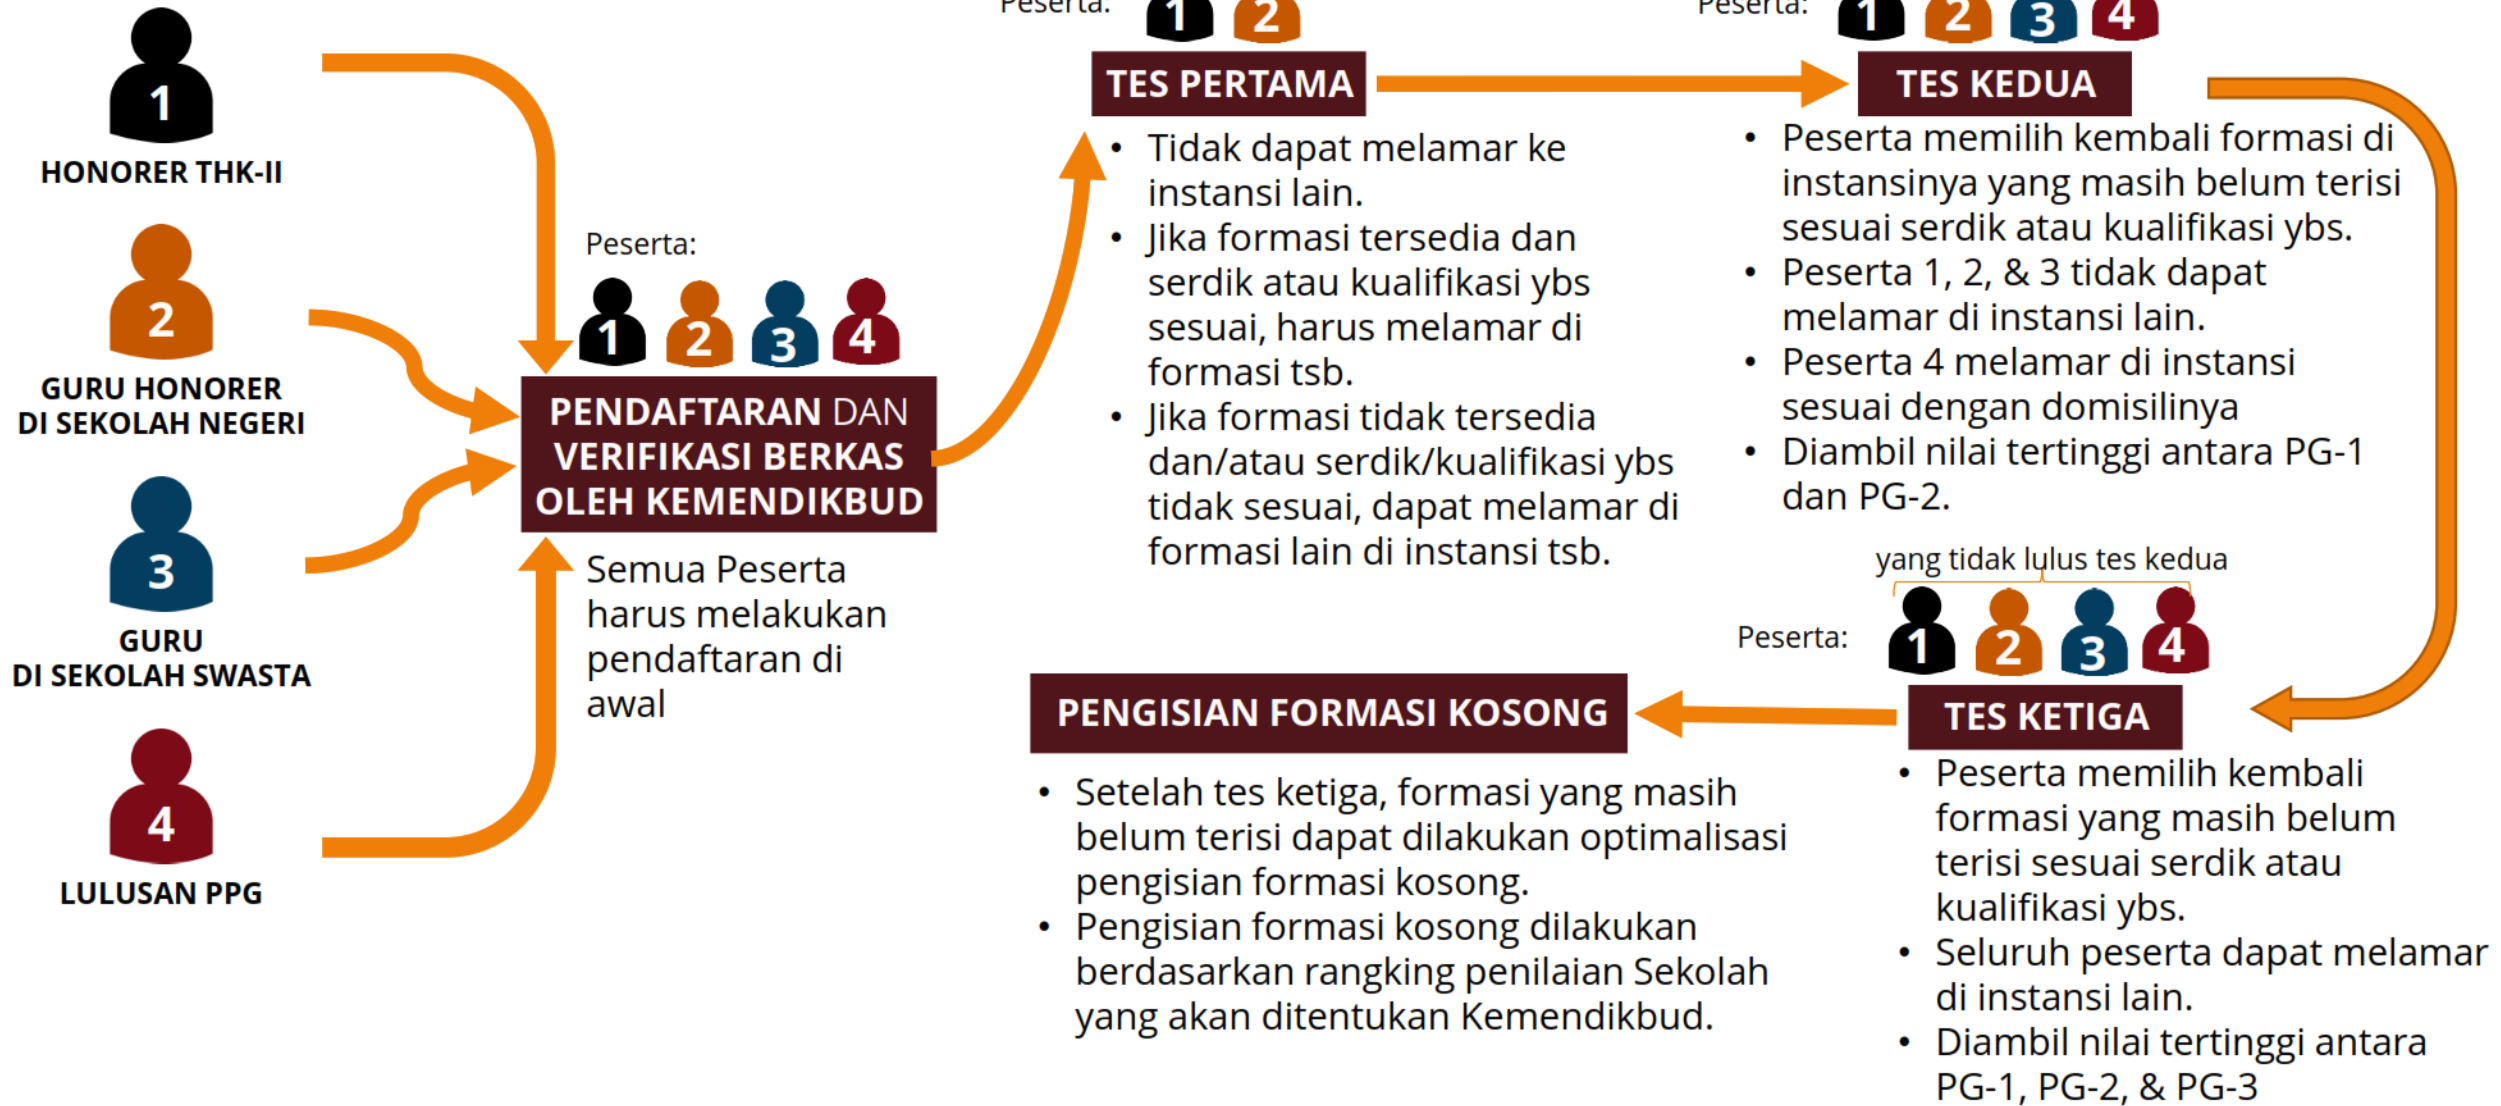 1
HONORER THK-II
2
GURU HONORER
DI SEKOLAH NEGERI
3
GURU
DI SEKOLAH SWASTA
4
LULUSAN PPG
Peserta:
1 2 3 4
PENDAFTARAN DAN
VERIFIKASI BERKAS
OLEH KEMENDIKBUD
Semua Peserta
harus melakukan
pendaftaran di
awal
Peserta:
1 2
TES PERTAMA
• Tidak dapat melamar ke
instansi lain.
• Jika formasi tersedia dan
serdik atau kualifikasi ybs
sesuai, harus melamar di
formasi tsb.
• Jika formasi tidak tersedia
dan/atau serdik/kualifikasi ybs
tidak sesuai, dapat melamar di
formasi lain di instansi tsb.
Peserta:
1 2 3 4
TES KEDUA
• Peserta memilih kembali formasi di
instansinya yang masih belum terisi
sesuai serdik atau kualifikasi ybs.
• Peserta 1, 2, & 3 tidak dapat
melamar di instansi lain.
• Peserta 4 melamar di instansi
sesuai dengan domisilinya
• Diambil nilai tertinggi antara PG-1
dan PG-2.
yang tidak lulus tes kedua
Peserta:
1 2 3 4
TES KETIGA
• Peserta memilih kembali
formasi yang masih belum
terisi sesuai serdik atau
kualifikasi ybs.
• Seluruh peserta dapat melamar
di instansi lain.
• Diambil nilai tertinggi antara
PG-1, PG-2, & PG-3
PENGISIAN FORMASI KOSONG
• Setelah tes ketiga, formasi yang masih
belum terisi dapat dilakukan optimalisasi
pengisian formasi kosong.
• Pengisian formasi kosong dilakukan
berdasarkan rangking penilaian Sekolah
yang akan ditentukan Kemendikbud.